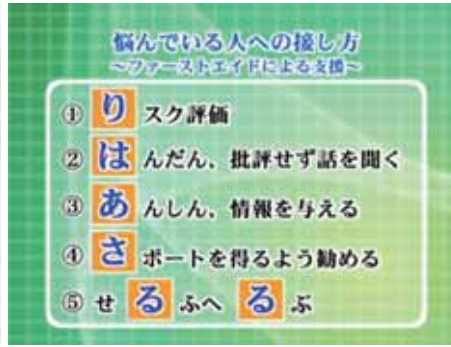 悩んでいる人への接し方
～ファーストエイドによる支援～
① りスク評価
② はんだん、批評せず話を聞く
③ あんしん、情報を与える
④ さポートを得るよう勧める
⑤ せるふへるぷ